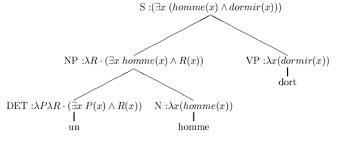 S :(∃x (homme(x) ∧ dormir(x)))
NP :λR · (∃x homme(x) ∧ R(x)) VP :λx(dormir(x))
dort
DET :λPλR · (∃x P(x) ∧ R(x)) N :λx(homme(x))
un homme